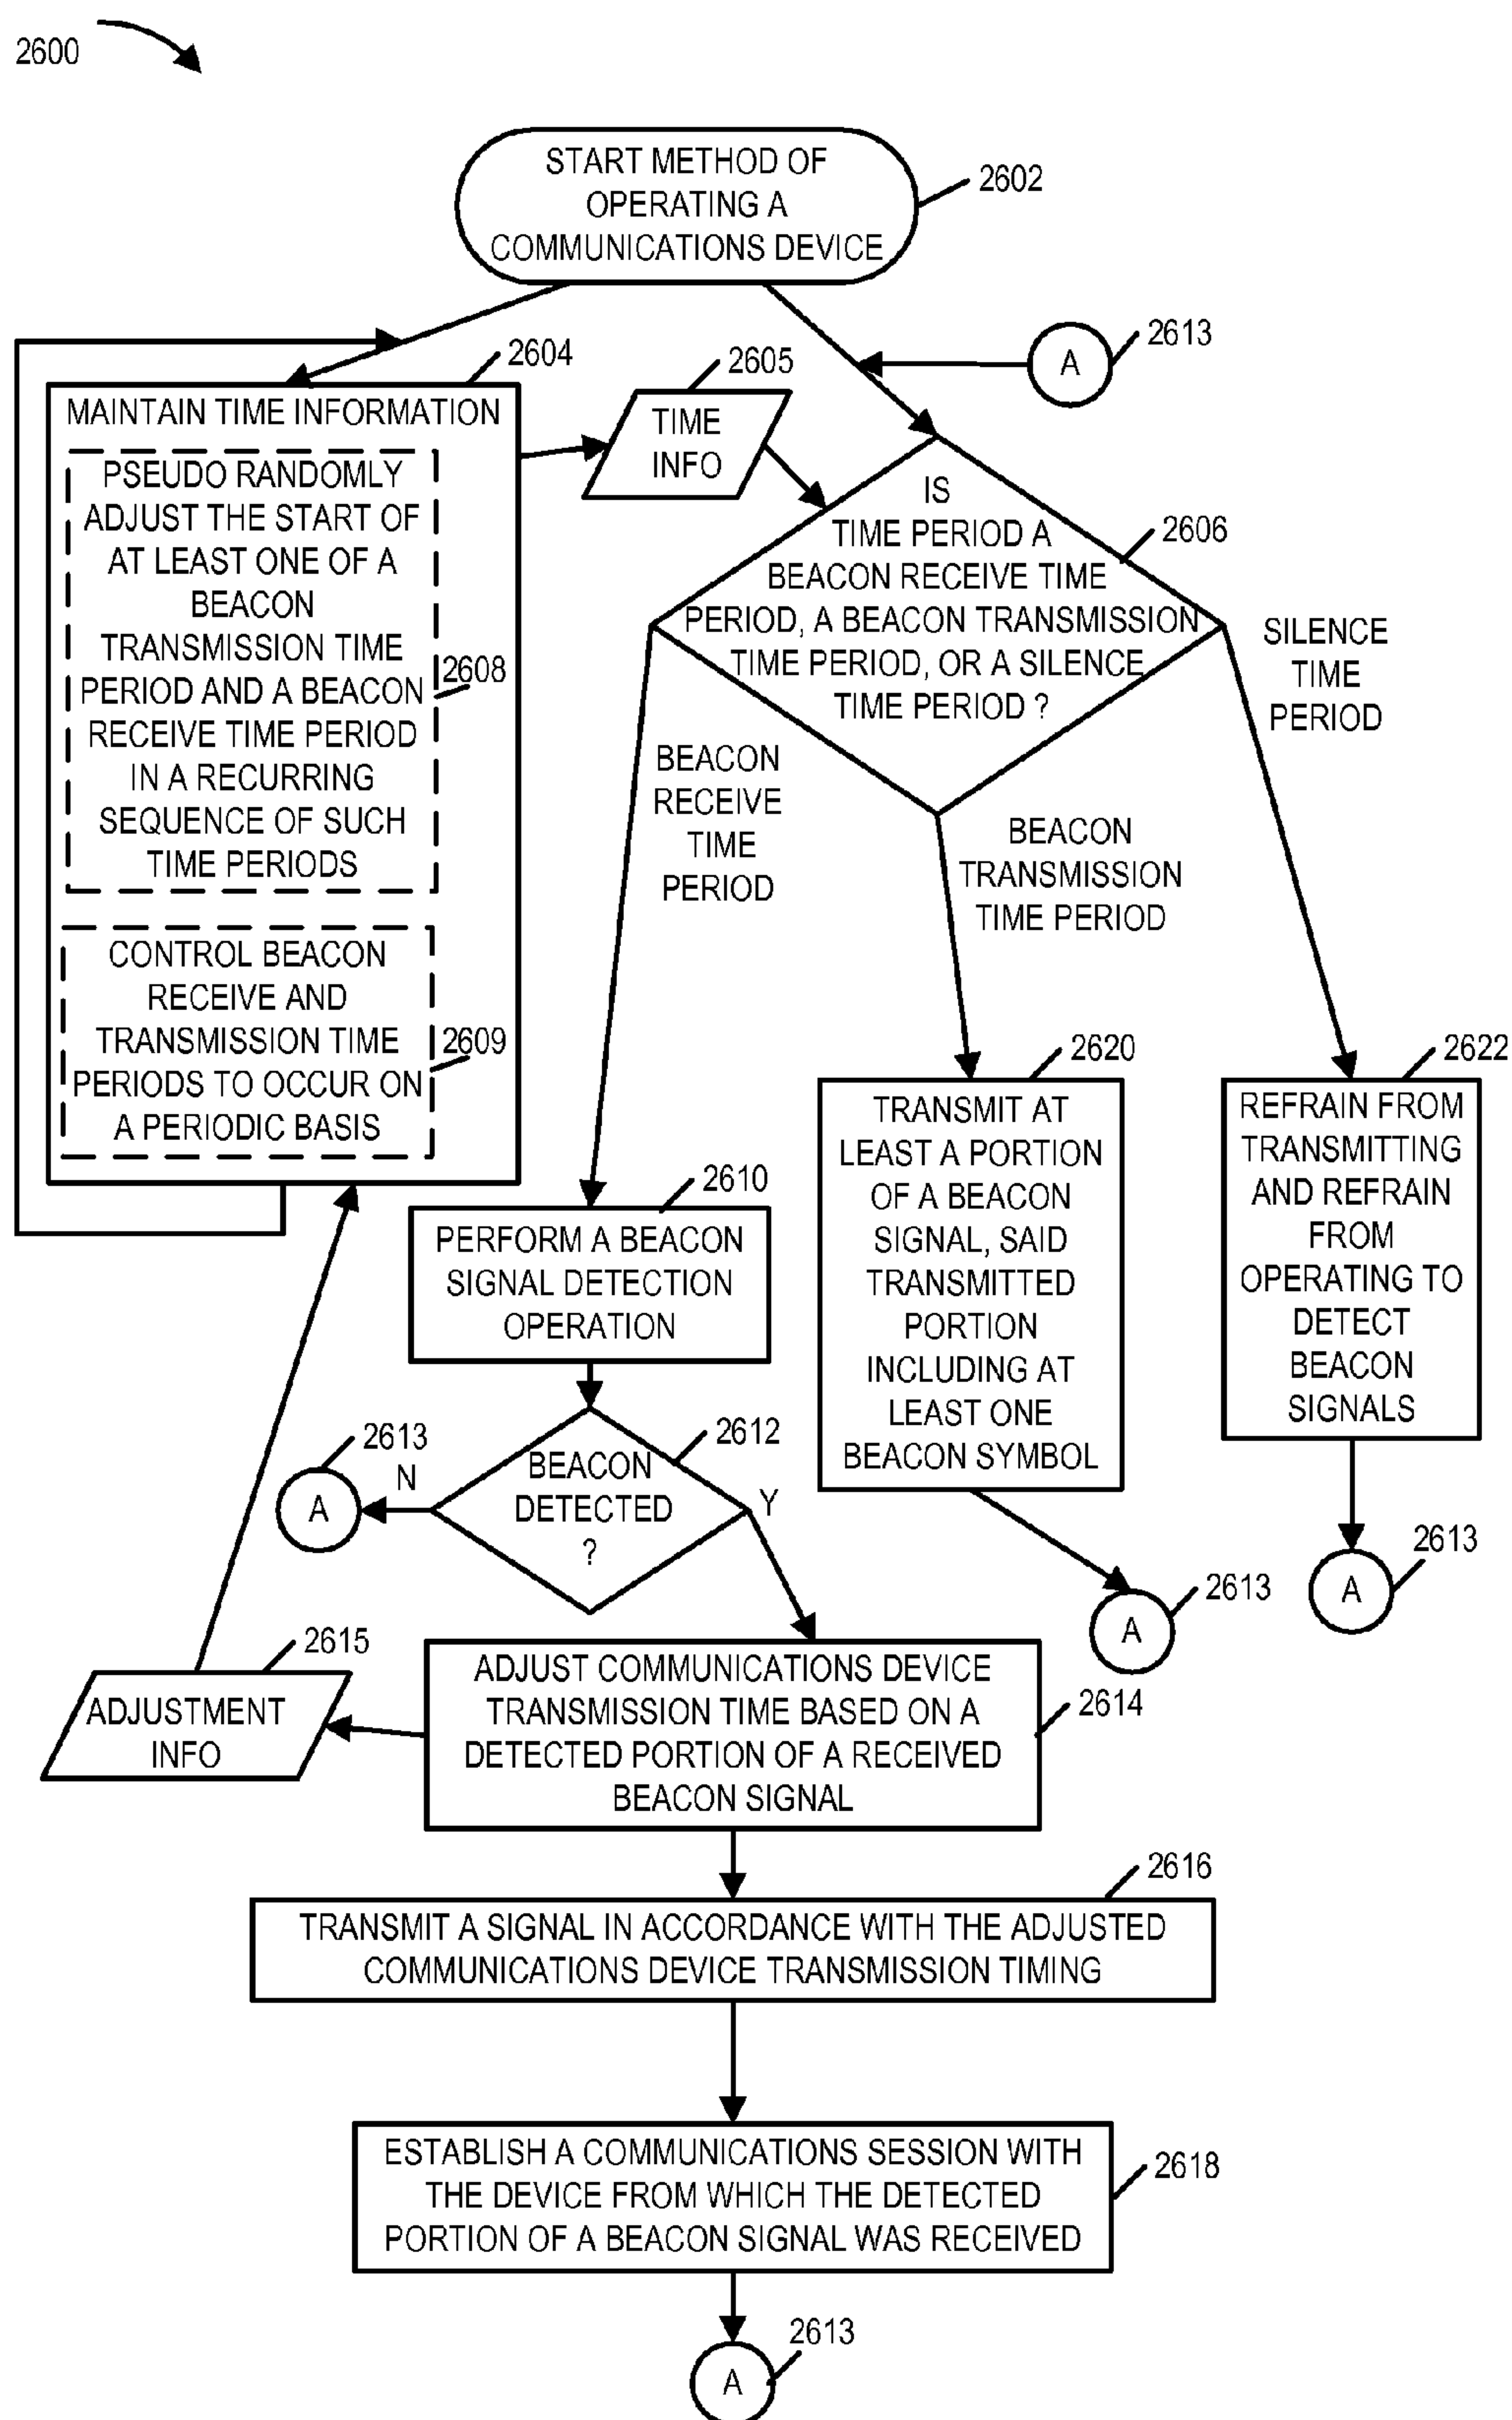 2600
START METHOD OF
OPERATING A
COMMUNICATIONS DEVICE
2602
2613
A
2604
2605
MAINTAIN TIME INFORMATION
TIME
INFO
PSEUDO RANDOMLY
ADJUST THE START OF
AT LEAST ONE OF A
BEACON
TRANSMISSION TIME
PERIOD AND A BEACON
RECEIVE TIME PERIOD
IN A RECURRING
SEQUENCE OF SUCH
TIME PERIODS
2608
CONTROL BEACON
RECEIVE AND
TRANSMISSION TIME
PERIODS TO OCCUR ON
A PERIODIC BASIS
2609
IS
TIME PERIOD A
BEACON RECEIVE TIME
PERIOD, A BEACON TRANSMISSION
TIME PERIOD, OR A SILENCE
TIME PERIOD ?
2606
SILENCE
TIME
PERIOD
BEACON
RECEIVE
TIME
PERIOD
BEACON
TRANSMISSION
TIME PERIOD
2610
PERFORM A BEACON
SIGNAL DETECTION
OPERATION
2620
TRANSMIT AT
LEAST A PORTION
OF A BEACON
SIGNAL, SAID
TRANSMITTED
PORTION
INCLUDING AT
LEAST ONE
BEACON SYMBOL
2622
REFRAIN FROM
TRANSMITTING
AND REFRAIN
FROM
OPERATING TO
DETECT
BEACON
SIGNALS
2613
A
N
BEACON
DETECTED
?
2612
Y
2613
A
2613
A
2615
ADJUSTMENT
INFO
ADJUST COMMUNICATIONS DEVICE
TRANSMISSION TIME BASED ON A
DETECTED PORTION OF A RECEIVED
BEACON SIGNAL
2614
2616
TRANSMIT A SIGNAL IN ACCORDANCE WITH THE ADJUSTED
COMMUNICATIONS DEVICE TRANSMISSION TIMING
ESTABLISH A COMMUNICATIONS SESSION WITH
THE DEVICE FROM WHICH THE DETECTED
PORTION OF A BEACON SIGNAL WAS RECEIVED
2618
2613
A